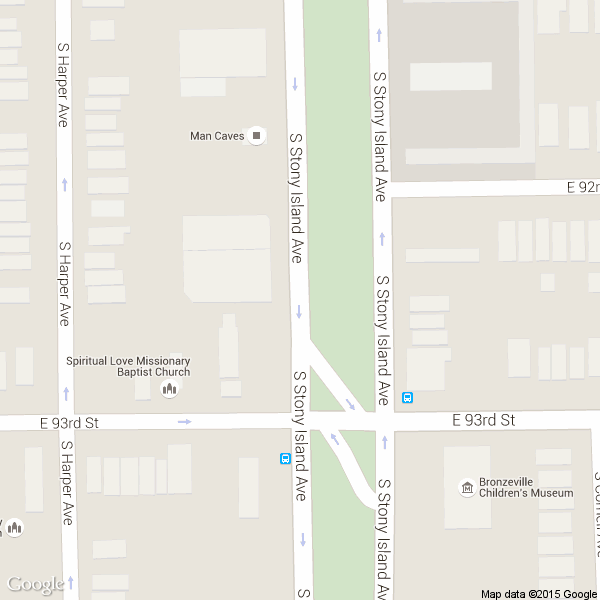 S Harper Ave
S Stony Island Ave
Man Caves
S Stony Island Ave
E 92n
S Harper Ave
S Stony Island Ave
Spiritual Love Missionary
Baptist Church
S Stony Island Ave
E 93rd St
E 93rd St
S Harper Ave
S Stony Island Ave
Bronzeville
Children's Museum
Google
Map data ©2015 Google